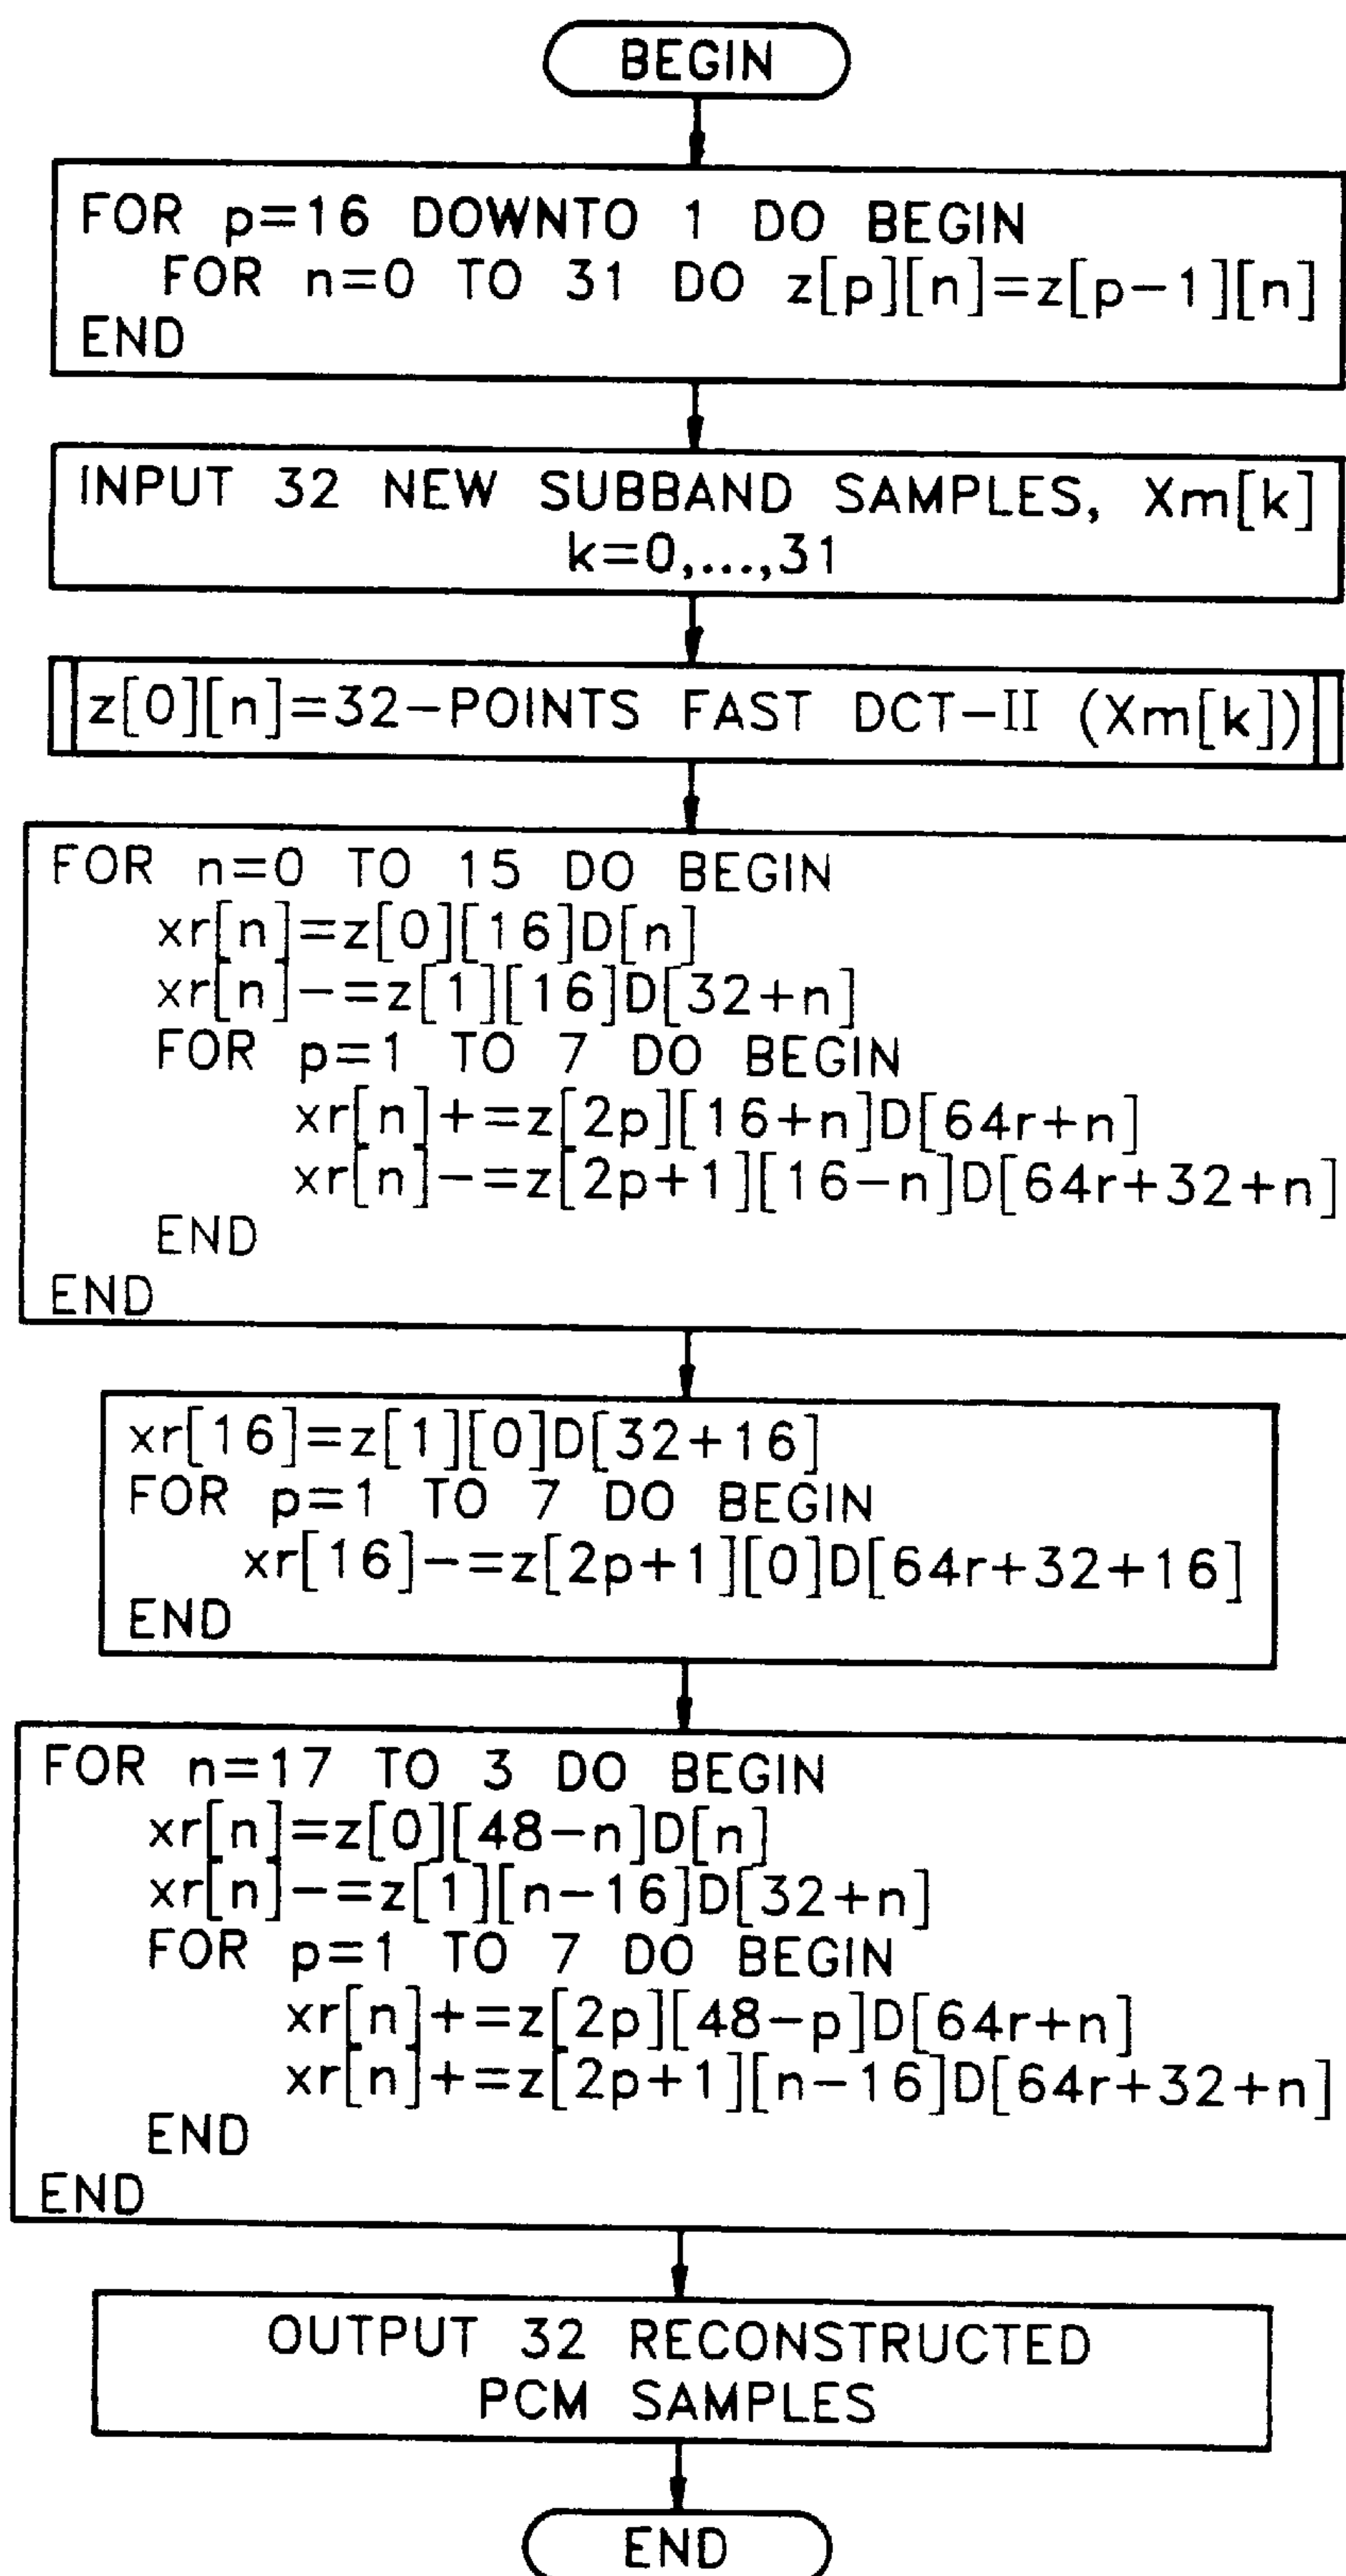 BEGIN
FOR p=16 DOWNTO 1 DO BEGIN
FOR n=0 TO 31 DO z[p][n]=z[p-1][n]
END
INPUT 32 NEW SUBBAND SAMPLES, Xm[k]
k=0,...,31
z[0][n]=32-POINTS FAST DCT-II (Xm[k])
FOR n=0 TO 15 DO BEGIN
xr[n]=z[0][16]D[n]
xr[n]-=z[1][16]D[32+n]
FOR p=1 TO 7 DO BEGIN
xr[n]+=z[2p][16+n]D[64r+n]
xr[n]-=z[2p+1][16-n]D[64r+32+n]
END
END
xr[16]=z[1][0]D[32+16]
FOR p=1 TO 7 DO BEGIN
xr[16]-=z[2p+1][0]D[64r+32+16]
END
FOR n=17 TO 3 DO BEGIN
xr[n]=z[0][48-n]D[n]
xr[n]-=z[1][n-16]D[32+n]
FOR p=1 TO 7 DO BEGIN
xr[n]+=z[2p][48-p]D[64r+n]
xr[n]+=z[2p+1][n-16]D[64r+32+n]
END
END
OUTPUT 32 RECONSTRUCTED
PCM SAMPLES
END